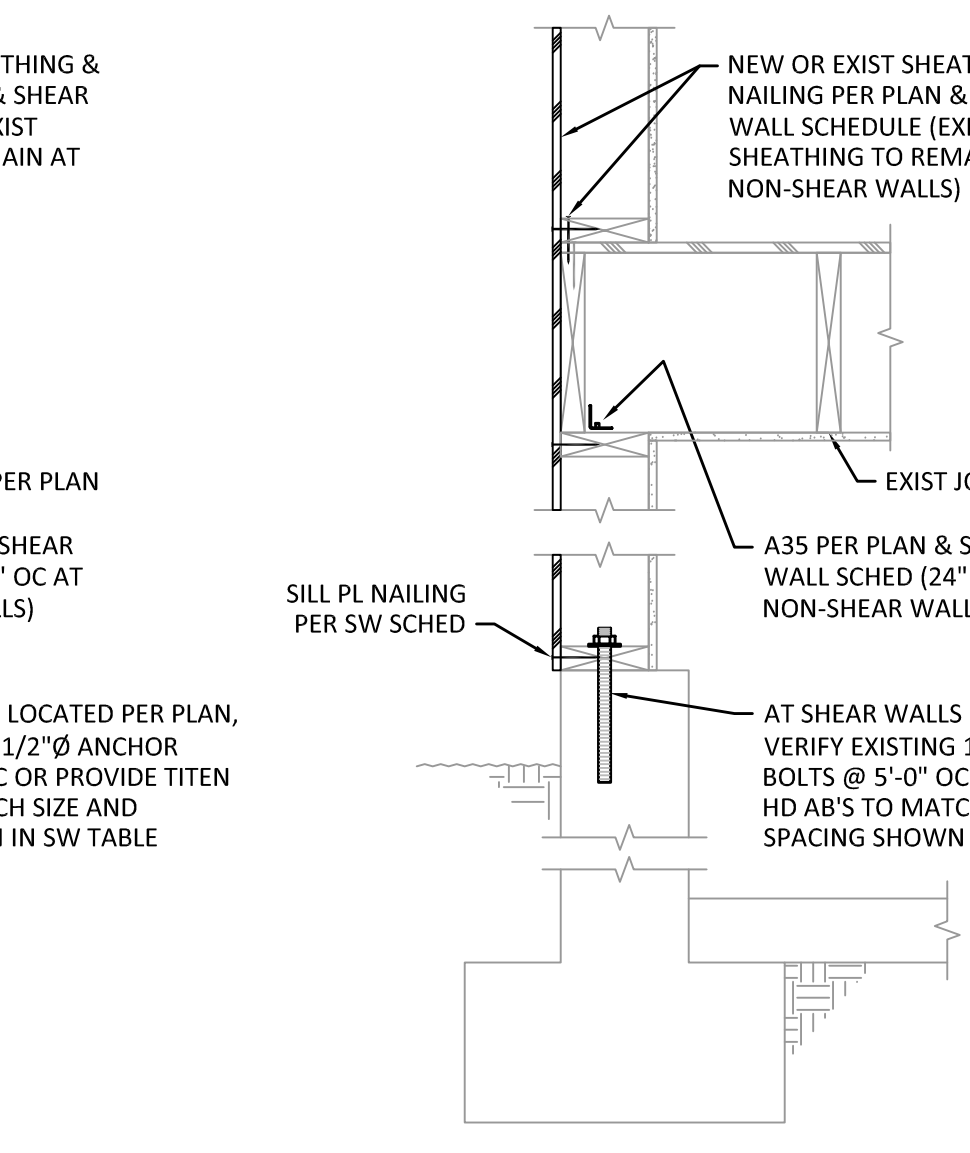 THING &
& SHEAR
AIN AT
PER PLAN
SHEAR
OC AT
LOCATED PER PLAN,
1/2"Ø ANCHOR
OR PROVIDE TITEN
SIZE AND
IN SW TABLE
SILL PL NAILING
PER SW SCHED
NEW OR EXIST SHEAT
NAILING PER PLAN &
WALL SCHEDULE (EXI
SHEATHING TO REMA
NON-SHEAR WALLS)
EXIST JO
A35 PER PLAN & S
WALL SCHED (24"
NON-SHEAR WALL
AT SHEAR WALLS
VERIFY EXISTING 1
BOLTS @ 5'-0" OC
HD AB'S TO MATC
SPACING SHOWN